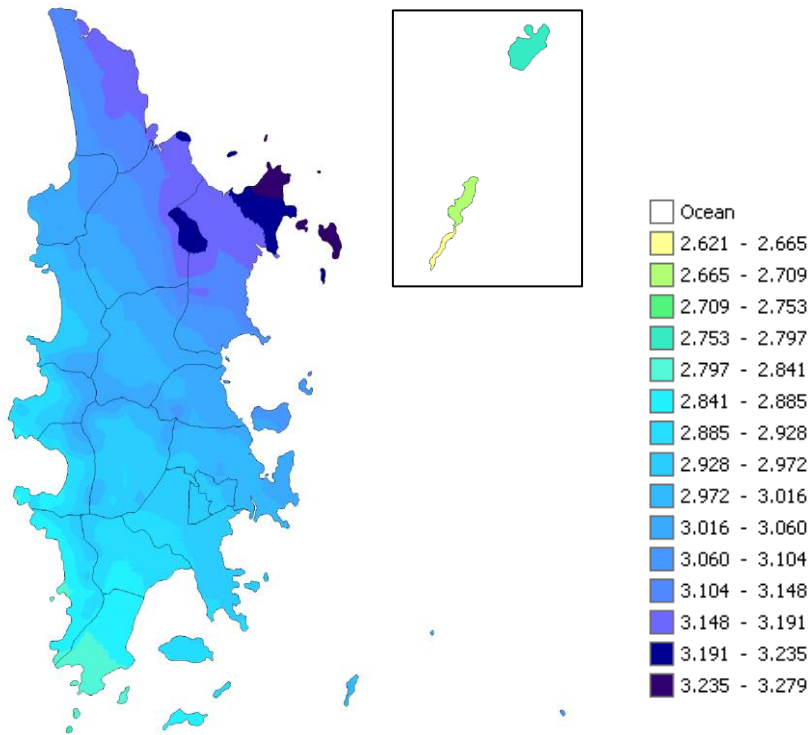 Ocean
2.621 - 2.665
2.665 - 2.709
2.709 - 2.753
2.753 - 2.797
2.797 - 2.841
2.841 - 2.885
2.885 - 2.928
2.928 - 2.972
2.972 - 3.016
3.016 - 3.060
3.060 - 3.104
3.104 - 3.148
3.148 - 3.191
3.191 - 3.235
3.235 - 3.279